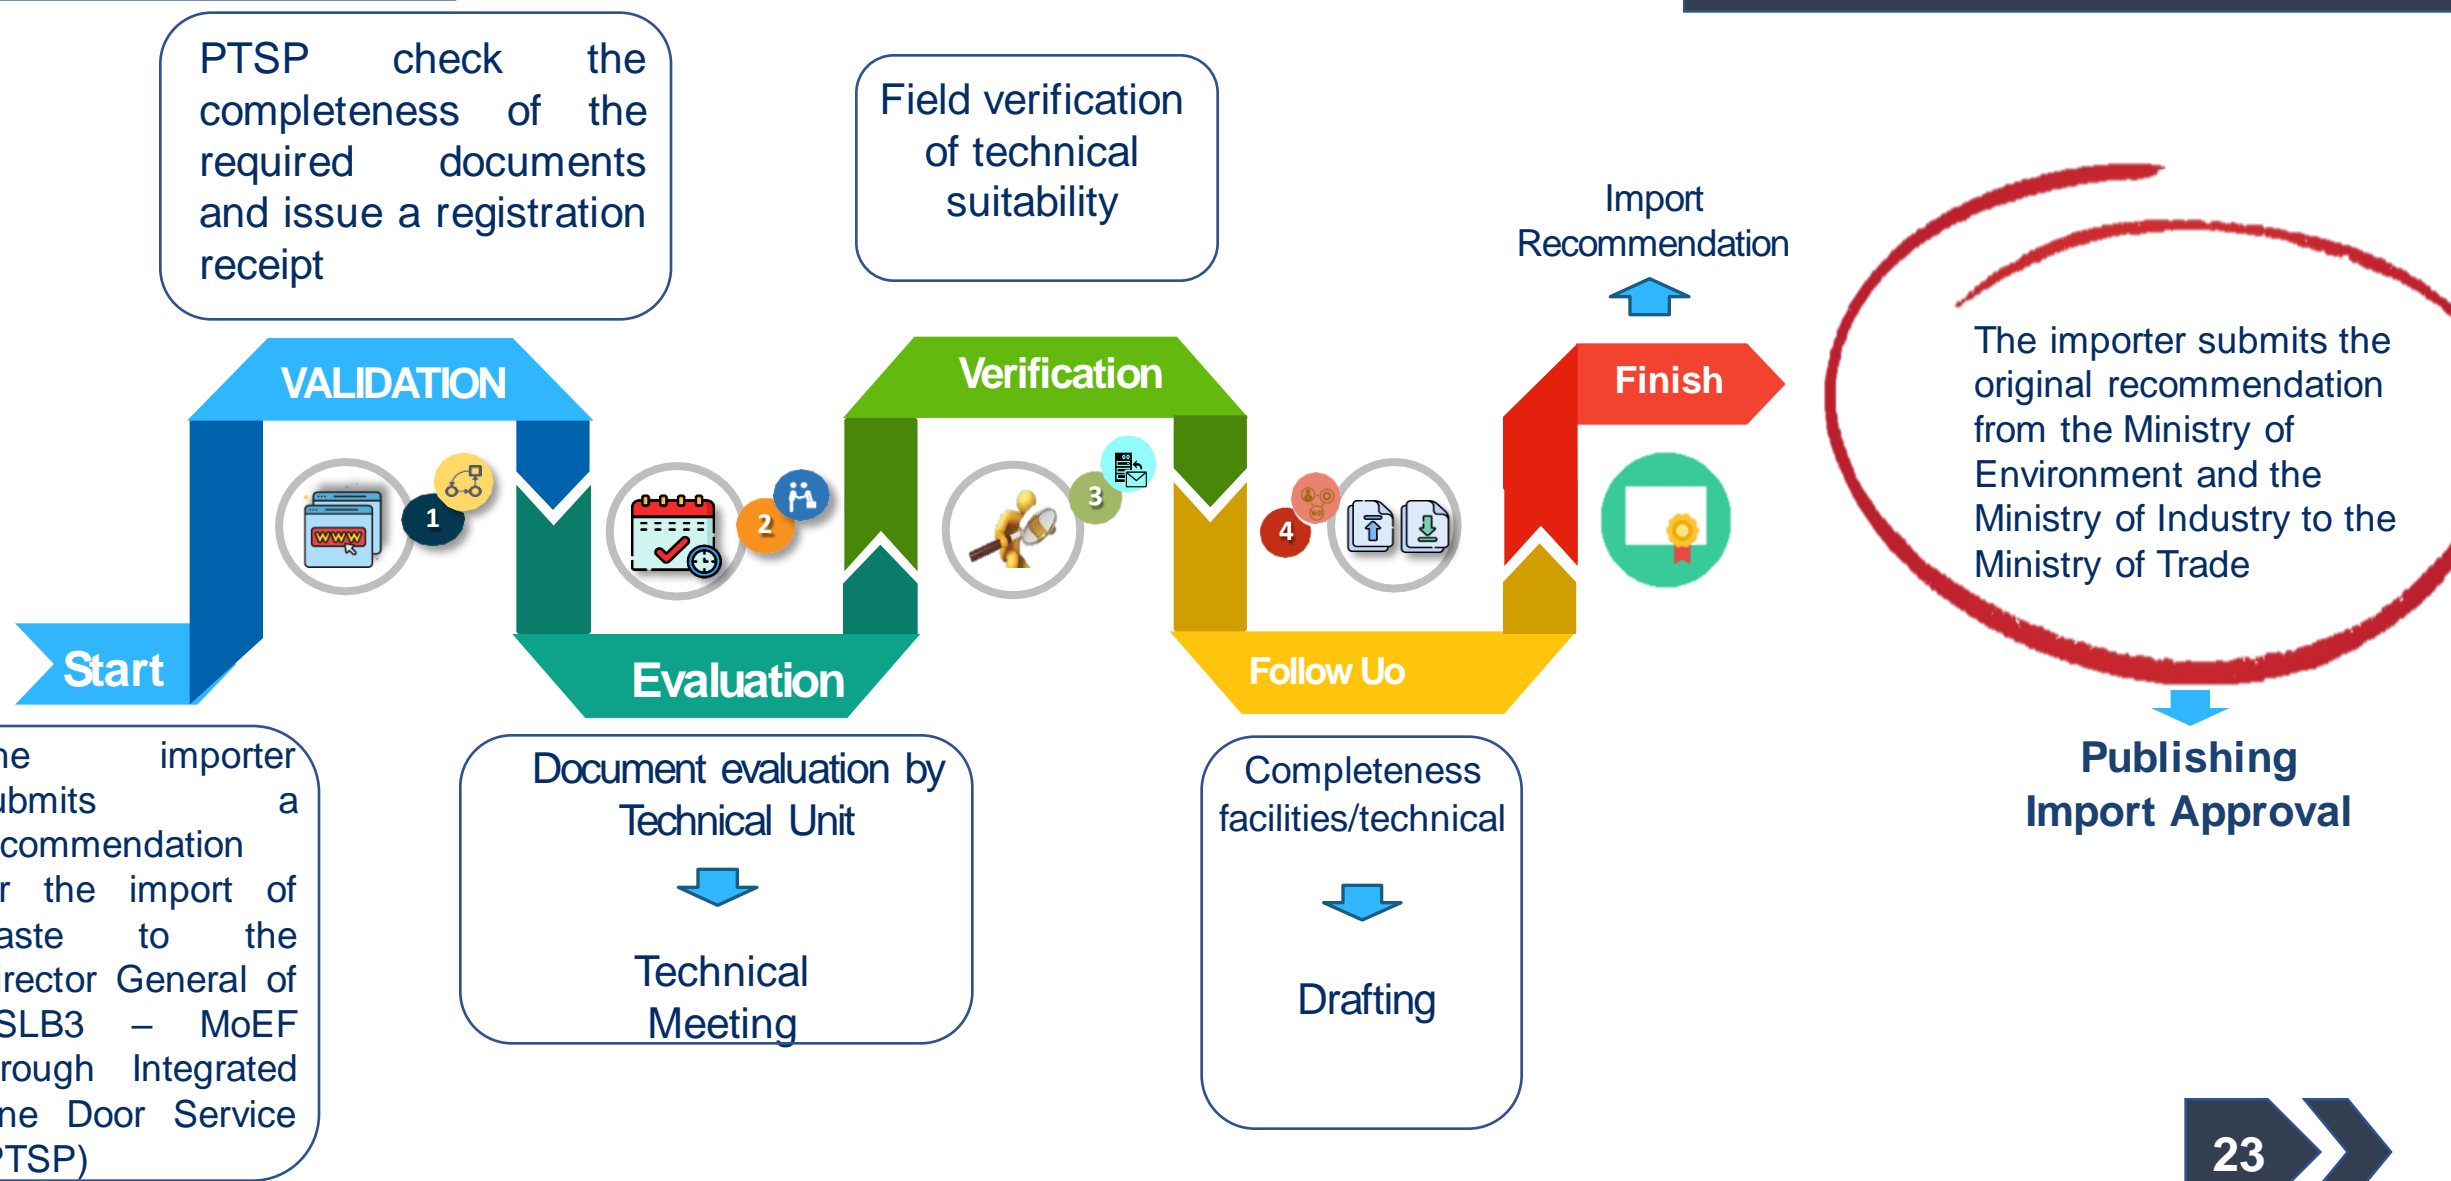 PTSP check the
completeness of the
required documents
and issue a registration
receipt
Field verification
of technical
suitability
Import
Recommendation
VALIDATION
Verification
Finish
The importer submits the
original recommendation
from the Ministry of
Environment and the
Ministry of Industry to the
Ministry of Trade
www
1
2
3
4
Start
Evaluation
Follow Uo
importer
a
commendation
the import of
to the
General of
SLB3 – MoEF
Integrated
Door Service
PTSP)
Document evaluation by
Technical Unit
Technical
Meeting
Completeness
facilities/technical
Drafting
Publishing
Import Approval
23